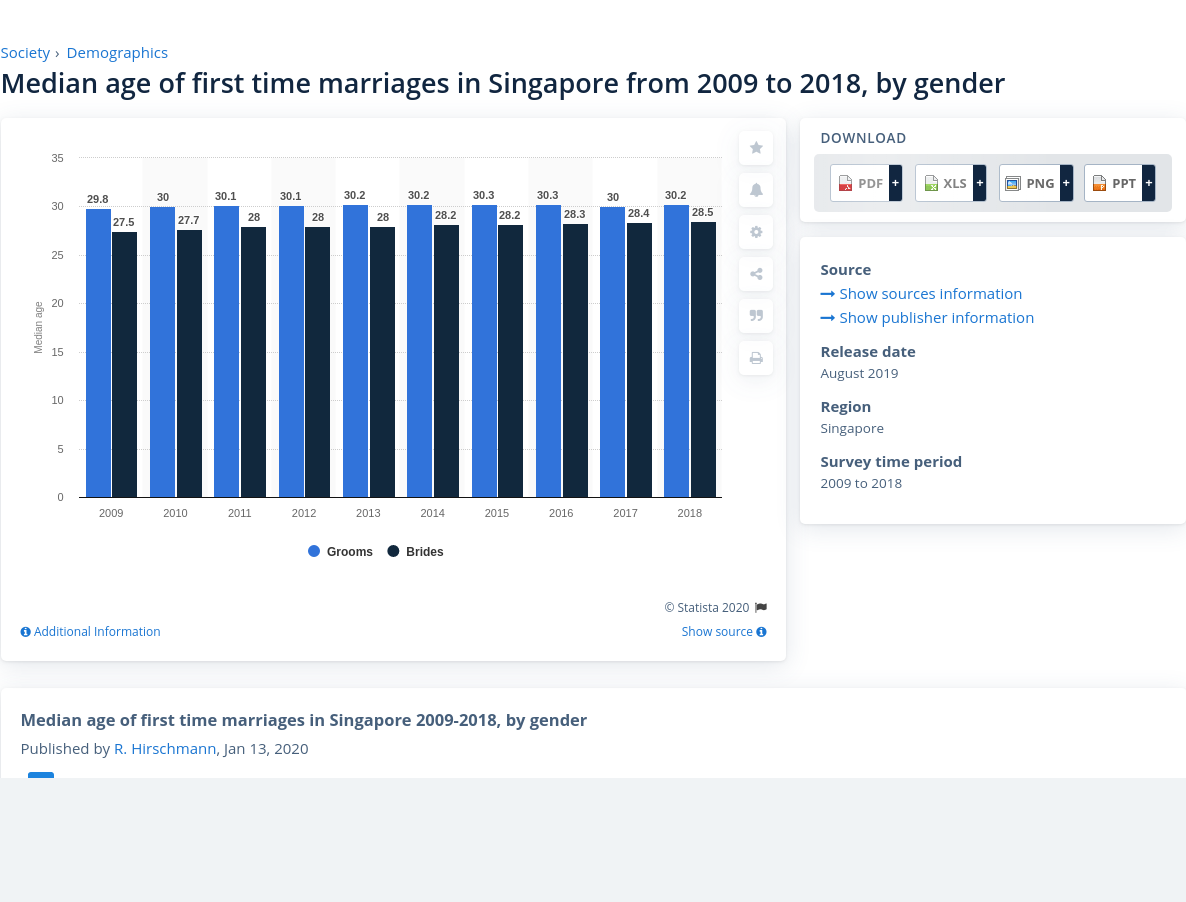 Society › Demographics
Median age of first time marriages in Singapore from 2009 to 2018, by gender
35
30
25
20
15
10
5
0
Median age
29.8 27.5 30 27.7 30.1 28 30.1 28 30.2 28 30.2 28.2 30.3 28.2 30.3 28.3 30 28.4 30.2 28.5
2009 2010 2011 2012 2013 2014 2015 2016 2017 2018
Grooms Brides
© Statista 2020
Additional Information Show source
DOWNLOAD
PDF + XLS + PNG + PPT +
Source
Show sources information
Show publisher information
Release date
August 2019
Region
Singapore
Survey time period
2009 to 2018
Median age of first time marriages in Singapore 2009-2018, by gender
Published by R. Hirschmann, Jan 13, 2020